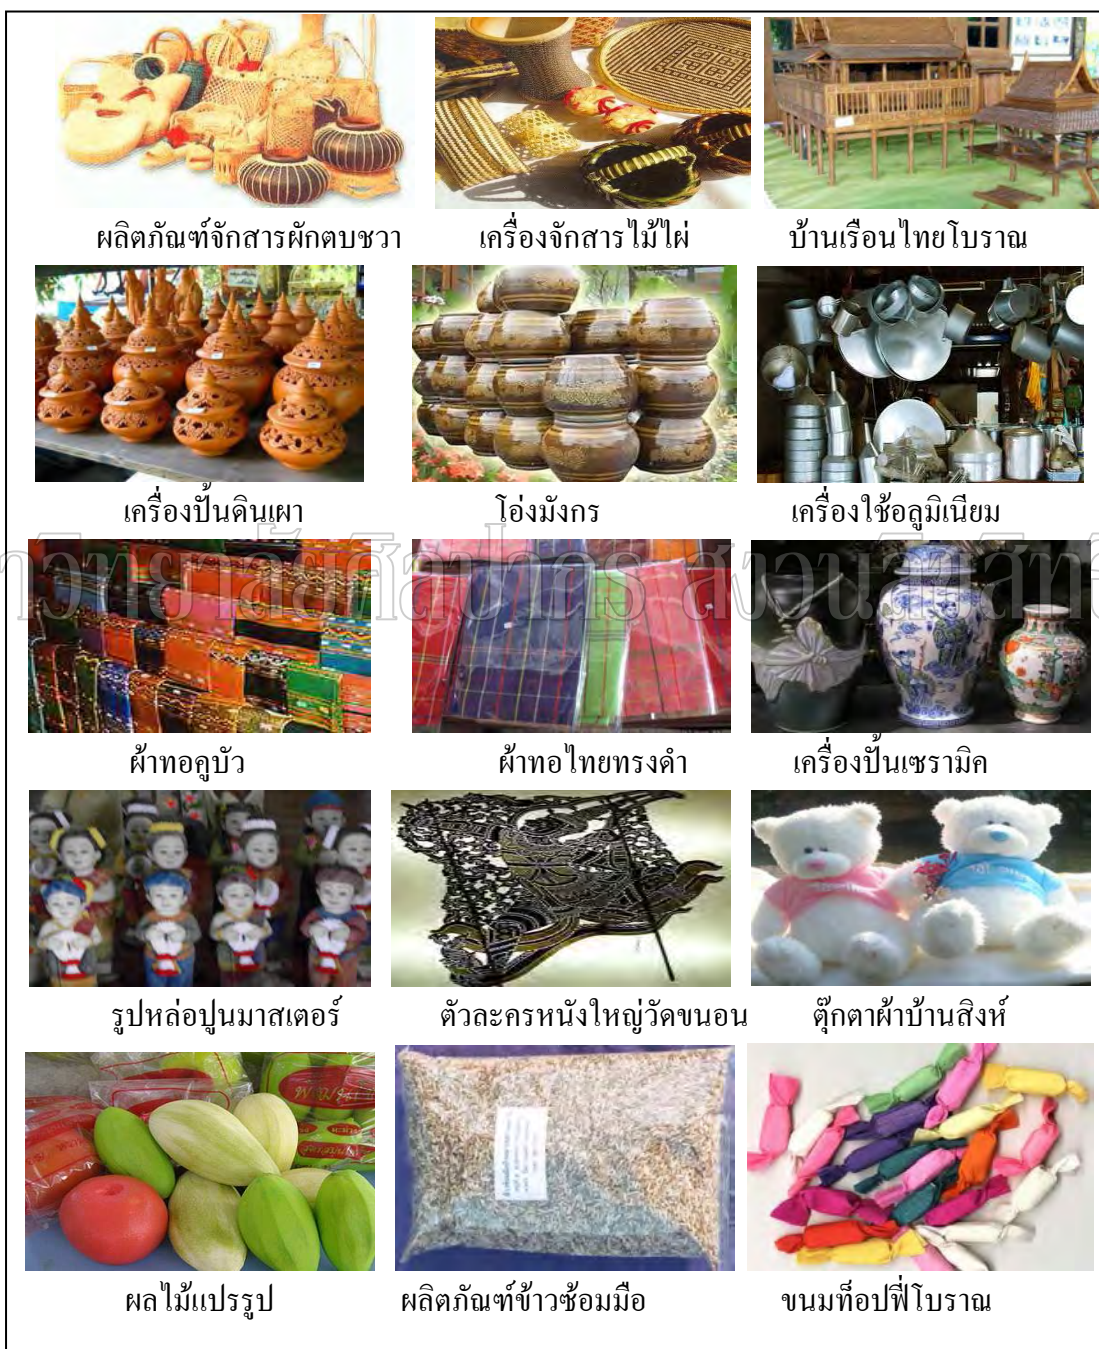 ผลิตภัณฑ์จักสารผักตบชวา
เครื่องจักสารไม้ไผ่
บ้านเรือนไทยโบราณ
เครื่องปั้นดินเผา
โอ่งมังกร
เครื่องใช้อลูมิเนียม
ผ้าทอคูบัว
ผ้าทอไทยทรงดำ
เครื่องปั้นเซรามิค
รูปหล่อปูนมาสเตอร์
ตัวละครหนังใหญ่วัดขนอน
ตุ๊กตาผ้าบ้านสิงห์
ผลไม้แปรรูป
ผลิตภัณฑ์ข้าวซ้อมมือ
ขนมท็อปฟี่โบราณ